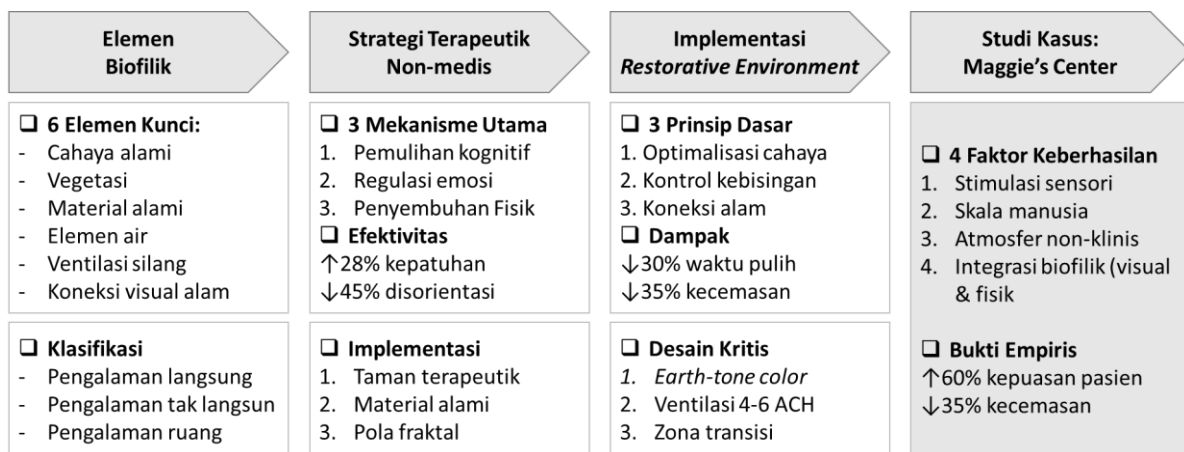 Elemen
Biofilik
Strategi Terapeutik
Non-medis
Implementasi
Restorative Environment
Studi Kasus:
Maggie's Center
❑ 6 Elemen Kunci:
- Cahaya alami
- Vegetasi
- Material alami
- Elemen air
- Ventilasi silang
- Koneksi visual alam
❑ Klasifikasi
- Pengalaman langsung
- Pengalaman tak langsun
- Pengalaman ruang
❑ 3 Mekanisme Utama
1. Pemulihan kognitif
2. Regulasi emosi
3. Penyembuhan Fisik
❑ Efektivitas
↑28% kepatuhan
↓45% disorientasi
❑ Implementasi
1. Taman terapeutik
2. Material alami
3. Pola fraktal
❑ 3 Prinsip Dasar
1. Optimalisasi cahaya
2. Kontrol kebisingan
3. Koneksi alam
❑ Dampak
↓30% waktu pulih
↓35% kecemasan
❑ Desain Kritis
1. Earth-tone color
2. Ventilasi 4-6 ACH
3. Zona transisi
❑ 4 Faktor Keberhasilan
1. Stimulasi sensori
2. Skala manusia
3. Atmosfer non-klinis
4. Integrasi biofilik (visual
& fisik
❑ Bukti Empiris
↑60% kepuasan pasien
↓35% kecemasan